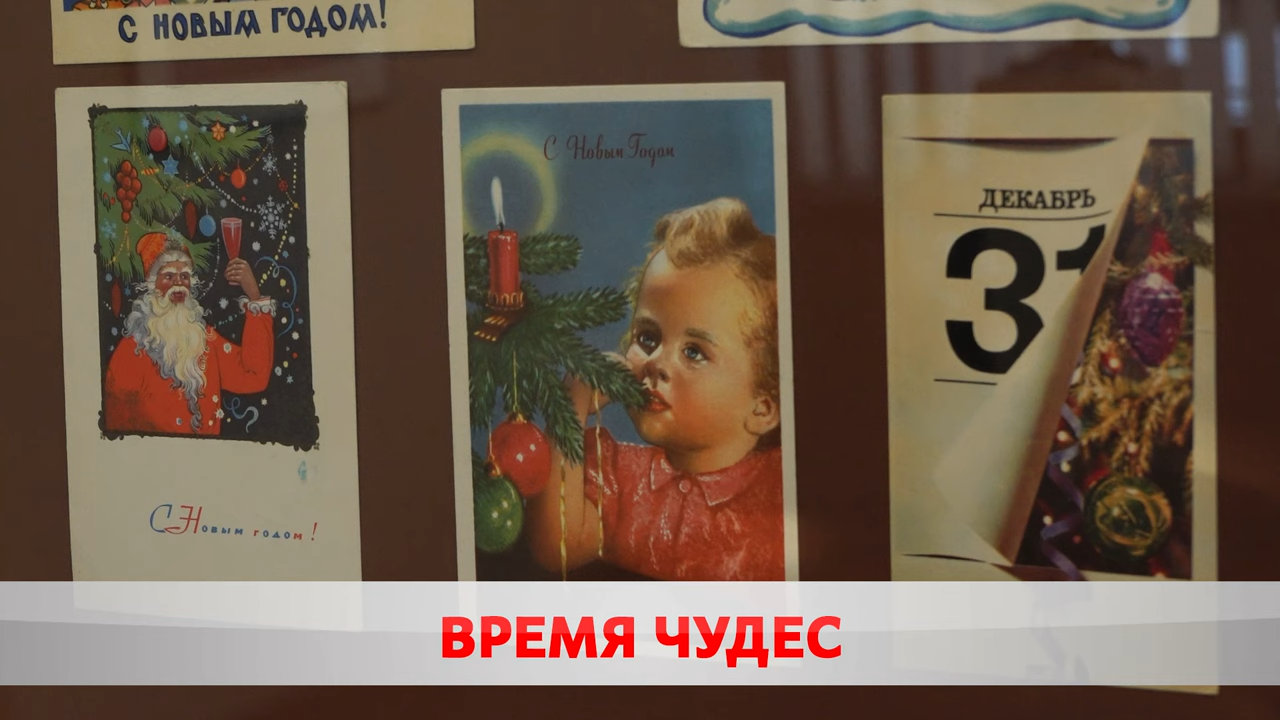 С НОВЫМ ГОДОМ!
С Новым Годом
ДЕКАБРЬ
31
С Новым годом!
ВРЕМЯ ЧУДЕС